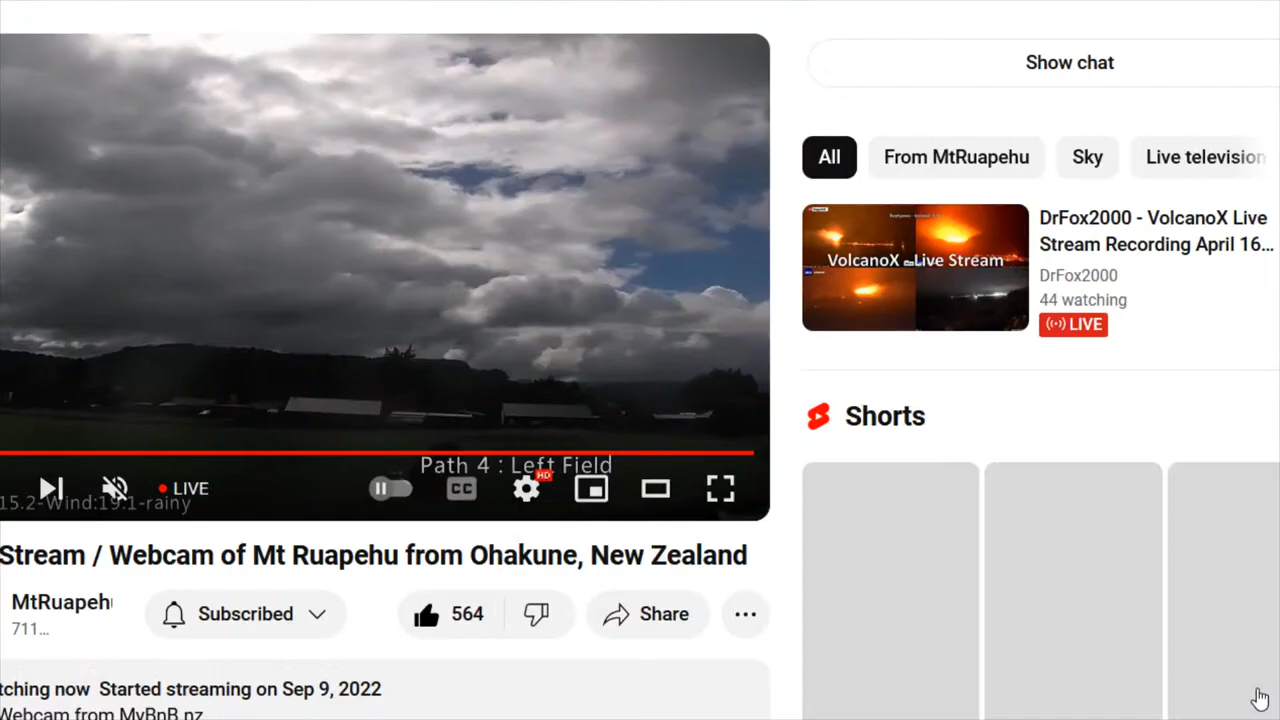 Path 4 : Left Field
HD
CC
LIVE
15.2-Wind:19.1-rainy
Stream / Webcam of Mt Ruapehu from Ohakune, New Zealand
MtRuapeh
711...
Subscribed
564
Share
Started streaming on Sep 9, 2022
now
Webcam from MyBnB.nz
Show chat
All
From MtRuapehu
Sky
Live television
VolcanoX
Live Stream
DrFox2000 - VolcanoX Live
Stream Recording April 16...
DrFox2000
44 watching
LIVE
Shorts